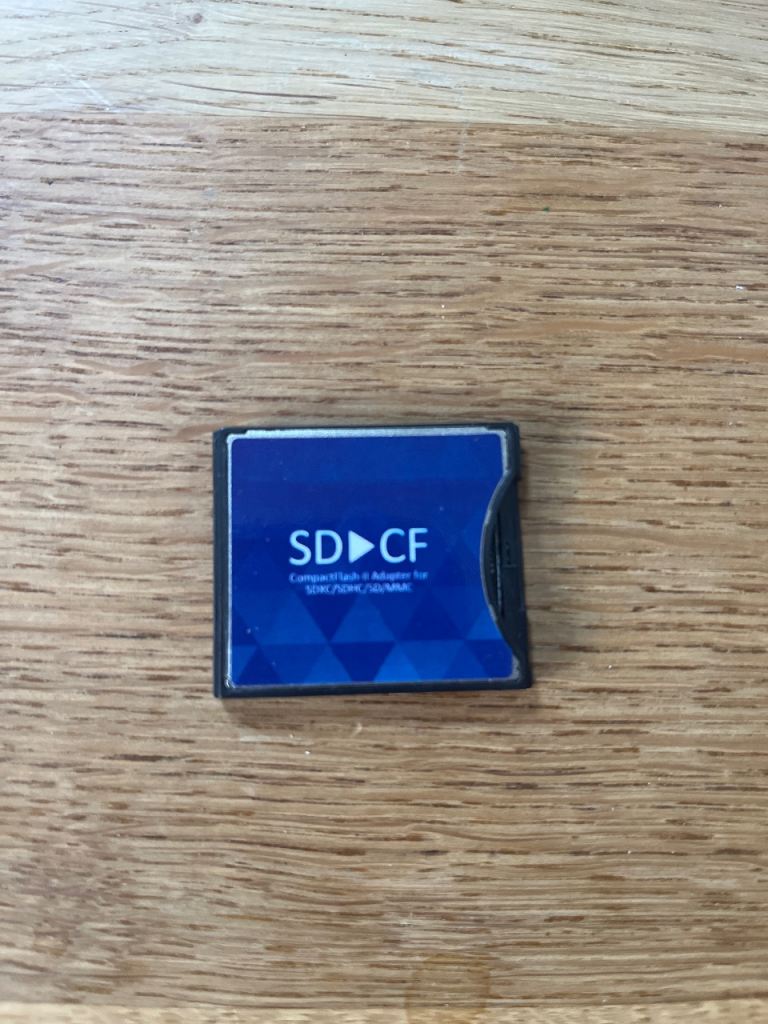 SD▶CF
CompactFlash II Adapter for
SDXC/SDHC/SD/MMC